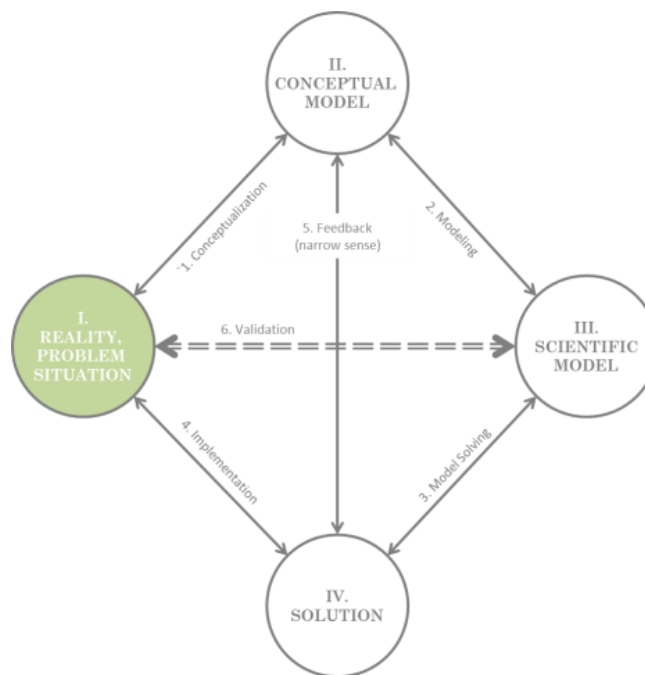 II.
CONCEPTUAL
MODEL
`1. Conceptualization
5. Feedback
(narrow sense)
2. Modeling
I.
REALITY,
PROBLEM
SITUATION
6. Validation
III.
SCIENTIFIC
MODEL
4. Implementation
3. Model Solving
IV.
SOLUTION